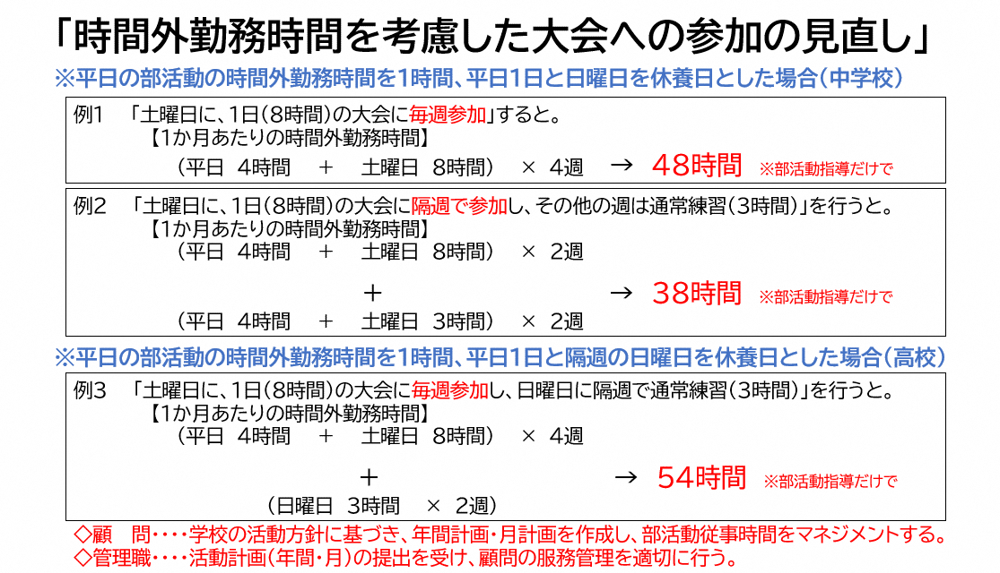 「時間外勤務時間を考慮した大会への参加の見直し」
※平日の部活動の時間外勤務時間を1時間、平日1日と日曜日を休養日とした場合（中学校）
例1　「土曜日に、1日（8時間）の大会に毎週参加」すると。
【1か月あたりの時間外勤務時間】
（平日　4時間　＋　土曜日　8時間）　×　4週　→　48時間　※部活動指導だけで
例2　「土曜日に、1日（8時間）の大会に隔週で参加し、その他の週は通常練習（3時間）」を行うと。
【1か月あたりの時間外勤務時間】
（平日　4時間　＋　土曜日　8時間）　×　2週
＋　→　38時間　※部活動指導だけで
（平日　4時間　＋　土曜日　3時間）　×　2週
※平日の部活動の時間外勤務時間を1時間、平日1日と隔週の日曜日を休養日とした場合（高校）
例3　「土曜日に、1日（8時間）の大会に毎週参加し、日曜日に隔週で通常練習（3時間）」を行うと。
【1か月あたりの時間外勤務時間】
（平日　4時間　＋　土曜日　8時間）　×　4週
＋　→　54時間　※部活動指導だけで
（日曜日　3時間　×　2週）
◇顧　問・・・・学校の活動方針に基づき、年間計画・月計画を作成し、部活動従事時間をマネジメントする。
◇管理職・・・・活動計画（年間・月）の提出を受け、顧問の服務管理を適切に行う。